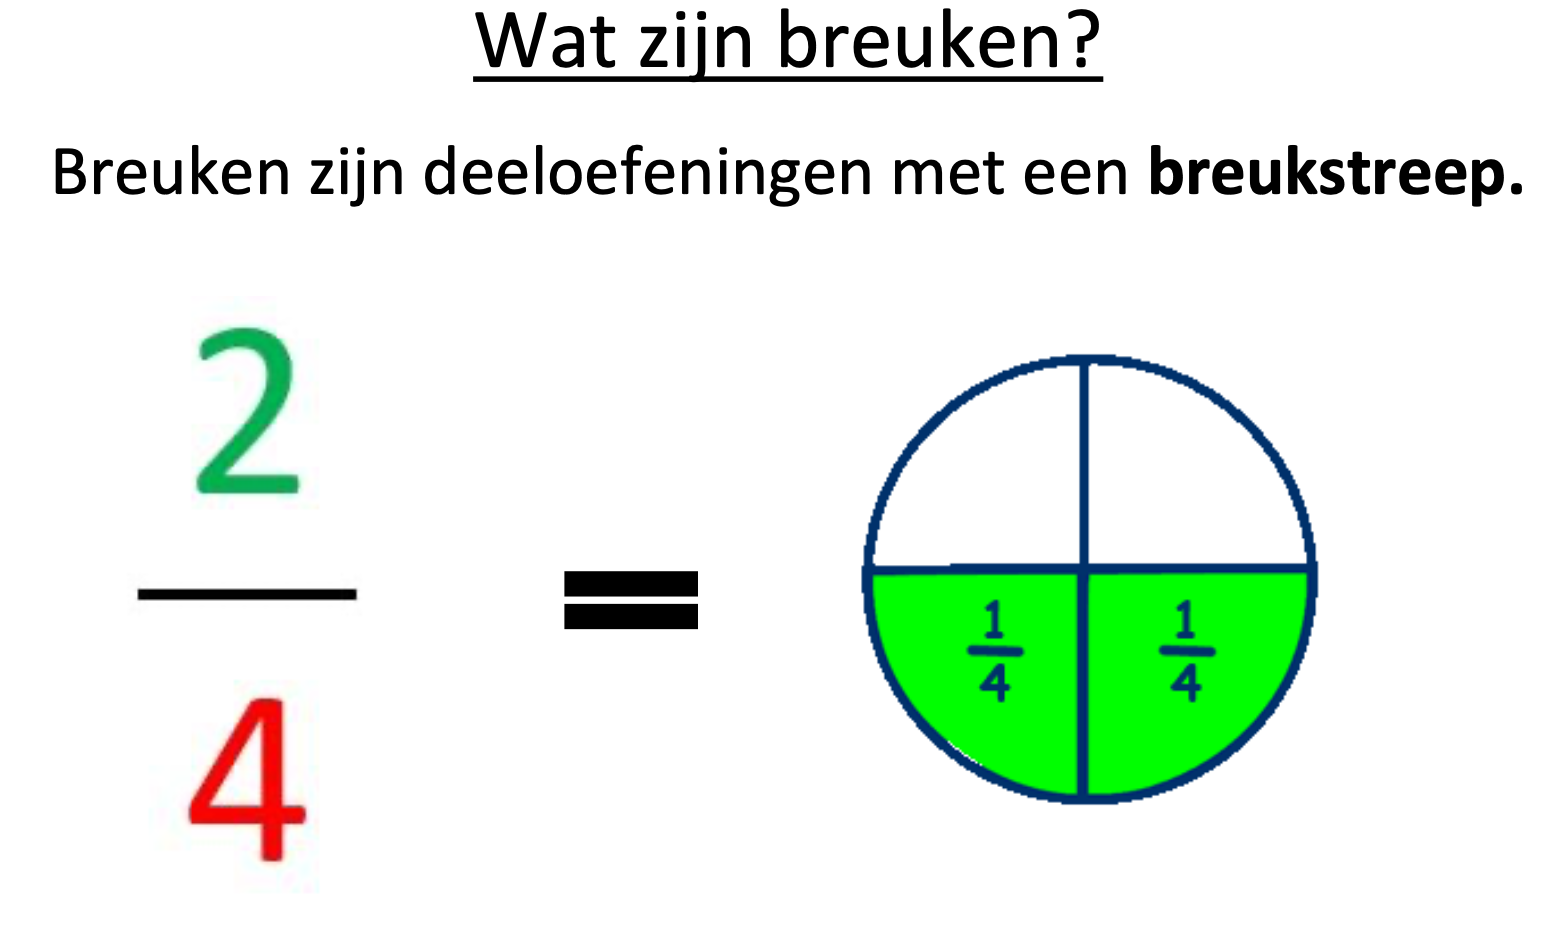 Wat zijn breuken?
Breuken zijn deeloefeningen met een breukstreep.
2
4
=
1 1
4 4